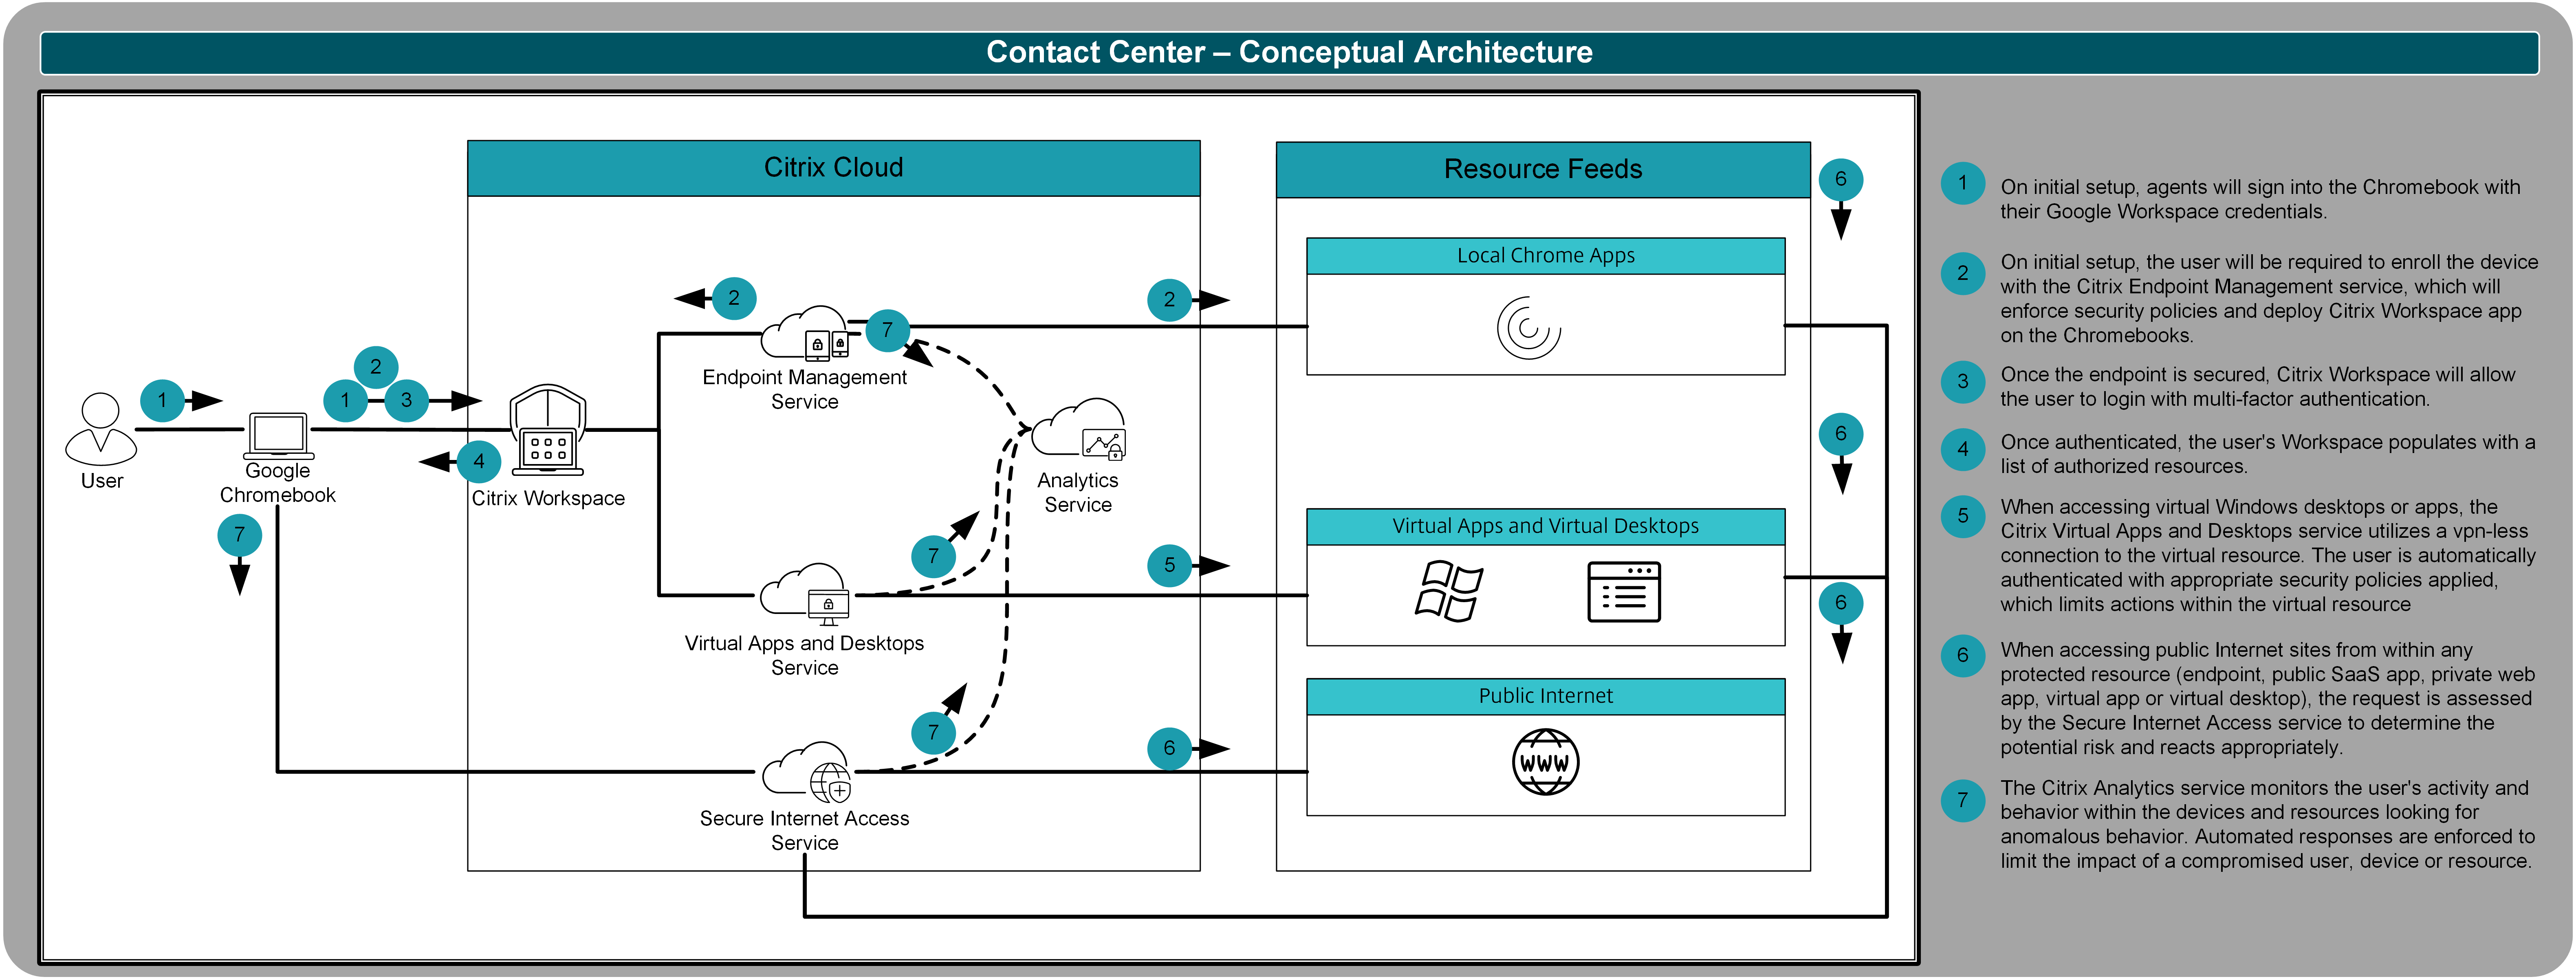 Contact Center – Conceptual Architecture
Citrix Cloud
Resource Feeds
6
Local Chrome Apps
2
2
7
2
1
1
3
Endpoint Management
Service
User
Google
Chromebook
4
Citrix Workspace
Analytics
Service
6
7
7
5
Virtual Apps and Virtual Desktops
6
Virtual Apps and Desktops
Service
Public Internet
WWW
7
6
Secure Internet Access
Service
1
On initial setup, agents will sign into the Chromebook with
their Google Workspace credentials.
2
On initial setup, the user will be required to enroll the device
with the Citrix Endpoint Management service, which will
enforce security policies and deploy Citrix Workspace app
on the Chromebooks.
3
Once the endpoint is secured, Citrix Workspace will allow
the user to login with multi-factor authentication.
4
Once authenticated, the user's Workspace populates with a
list of authorized resources.
5
When accessing virtual Windows desktops or apps, the
Citrix Virtual Apps and Desktops service utilizes a vpn-less
connection to the virtual resource. The user is automatically
authenticated with appropriate security policies applied,
which limits actions within the virtual resource
6
When accessing public Internet sites from within any
protected resource (endpoint, public SaaS app, private web
app, virtual app or virtual desktop), the request is assessed
by the Secure Internet Access service to determine the
potential risk and reacts appropriately.
7
The Citrix Analytics service monitors the user's activity and
behavior within the devices and resources looking for
anomalous behavior. Automated responses are enforced to
limit the impact of a compromised user, device or resource.